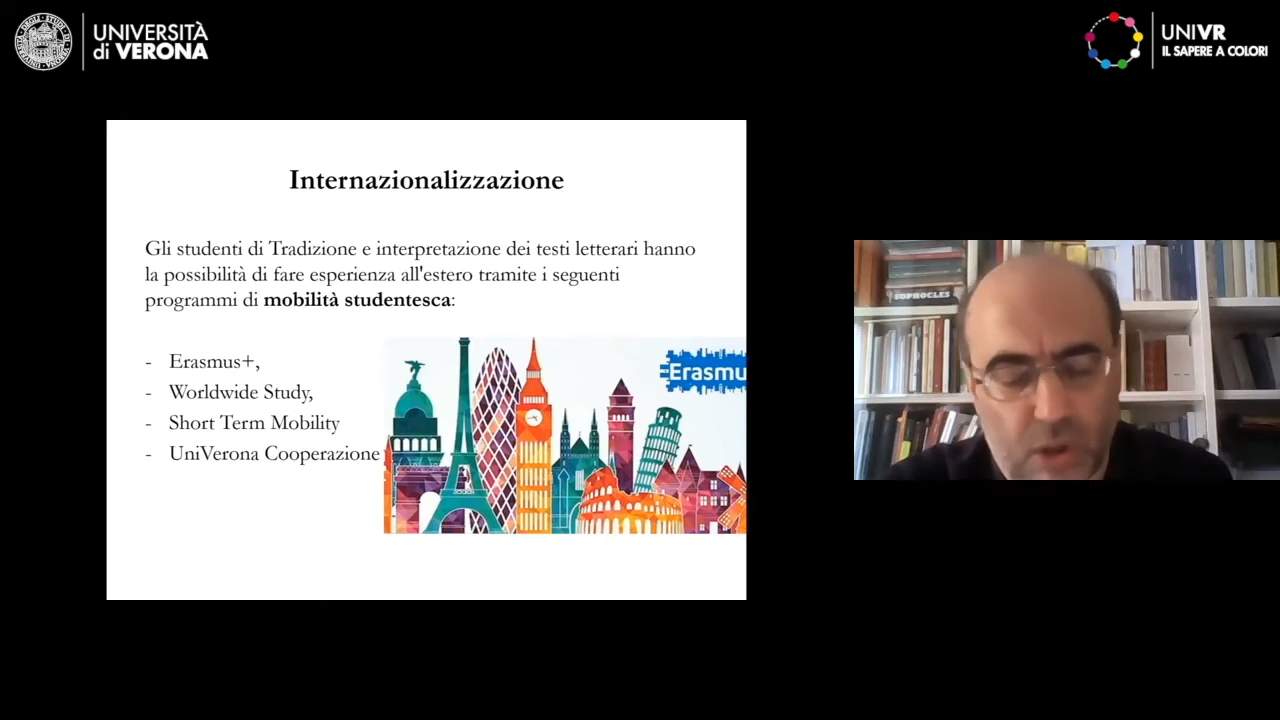 UNIVERSITÀ
di VERONA
UNIVR
IL SAPERE A COLORI
Internazionalizzazione
Gli studenti di Tradizione e interpretazione dei testi letterari hanno
la possibilità di fare esperienza all'estero tramite i seguenti
programmi di mobilità studentesca:
- Erasmus+,
- Worldwide Study,
- Short Term Mobility
- UniVerona Cooperazione
Erasmu
SOPHOCLES